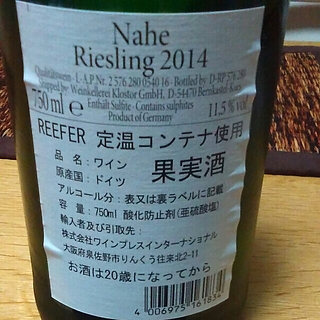 Nahe
Riesling 2014
Qualitätswein · L · A.P.Nr. 2 576 280 054 0 16 · Bottled by: D-RP 576 280
Shipped by: Weinkellerei Klostor GmbH, D-54470 Bernkastel-Kues
750 ml e Enthält Sulfite · Contains sulphites 11.5% vol
Product of Germany
REEFER 定温コンテナ使用
品 名：ワイン 果実酒
原産国：ドイツ
アルコール分：表又は裏ラベルに記載
容 量：750ml 酸化防止剤(亜硫酸塩)
輸入者及び引取先：
株式会社ワインプレスインターナショナル
大阪府泉佐野市りんくう往来北2-11
お酒は20歳になってから
4 006975 161834